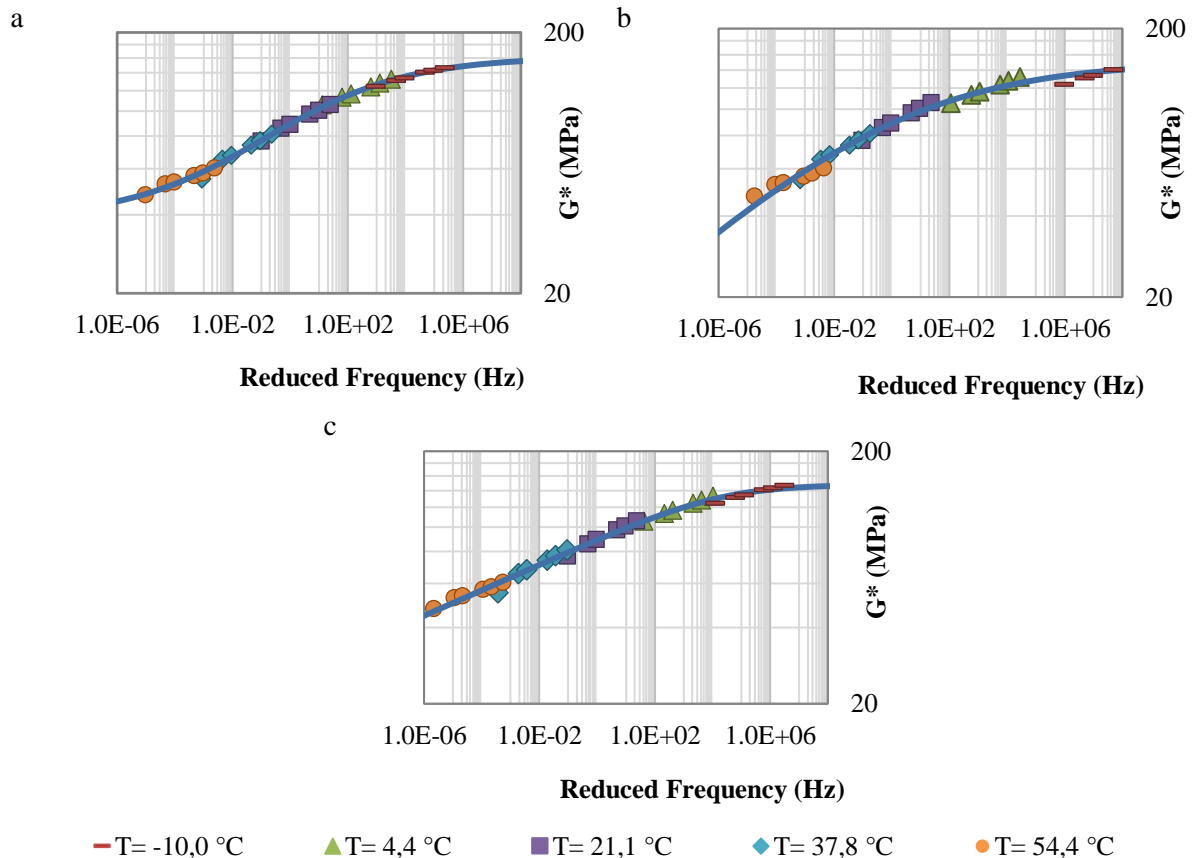 a
200
G* (MPa)
20
1.0E-06 1.0E-02 1.0E+02 1.0E+06
Reduced Frequency (Hz)
b
200
G* (MPa)
20
1.0E-06 1.0E-02 1.0E+02 1.0E+06
Reduced Frequency (Hz)
c
200
G* (MPa)
20
1.0E-06 1.0E-02 1.0E+02 1.0E+06
Reduced Frequency (Hz)
T= -10,0 °C T= 4,4 °C T= 21,1 °C T= 37,8 °C T= 54,4 °C